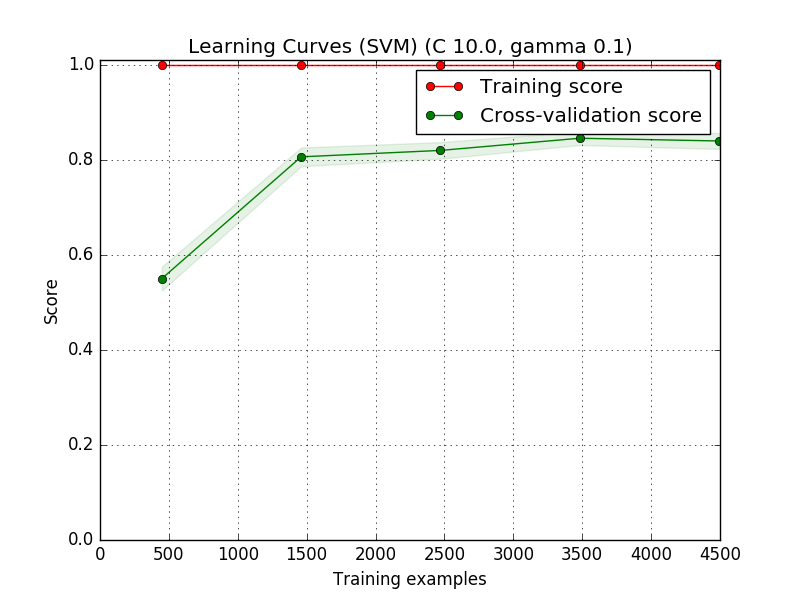 Learning Curves (SVM) (C 10.0, gamma 0.1)
Training score
Cross-validation score
1.0
0.8
0.6
0.4
0.2
0.0
Score
0 500 1000 1500 2000 2500 3000 3500 4000 4500
Training examples